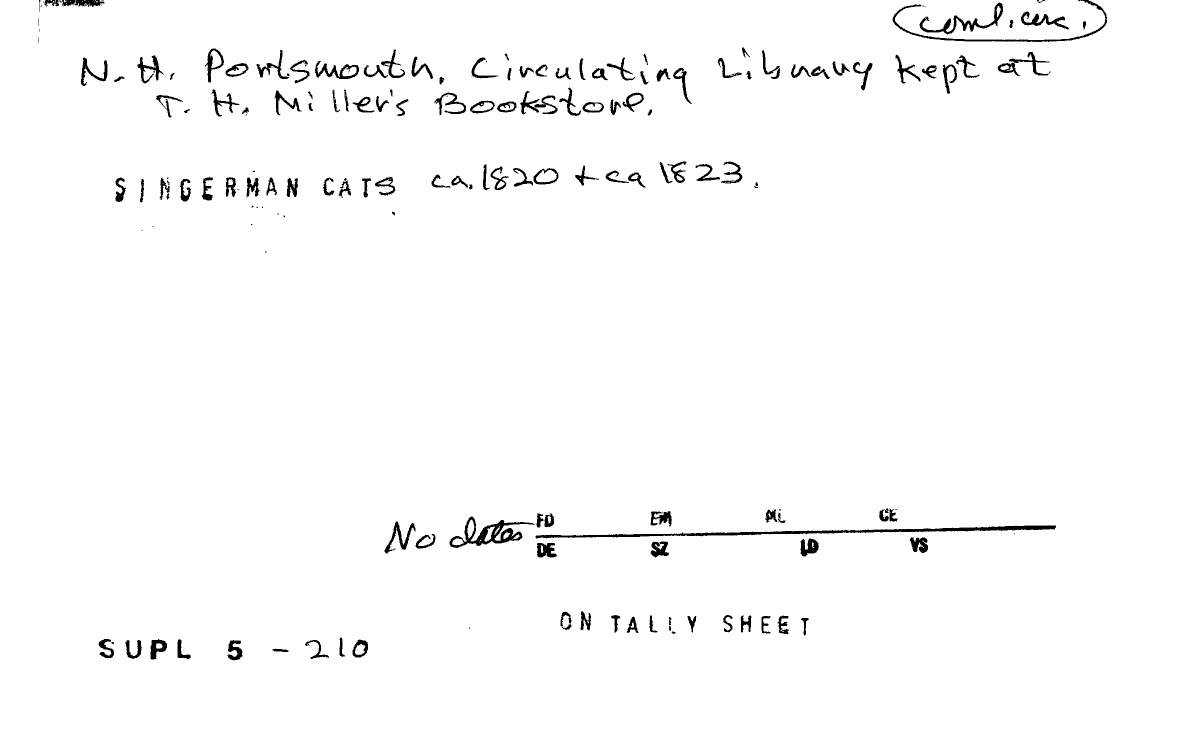 coml. circ.
N. H. Portsmouth. Circulating Library Kept at
T. H. Miller's Bookstore.
SINGERMAN CATS ca. 1820 + ca 1823.
No dates FD EM ML CE
DE SZ LD VS
ON TALLY SHEET
SUPL 5 - 210